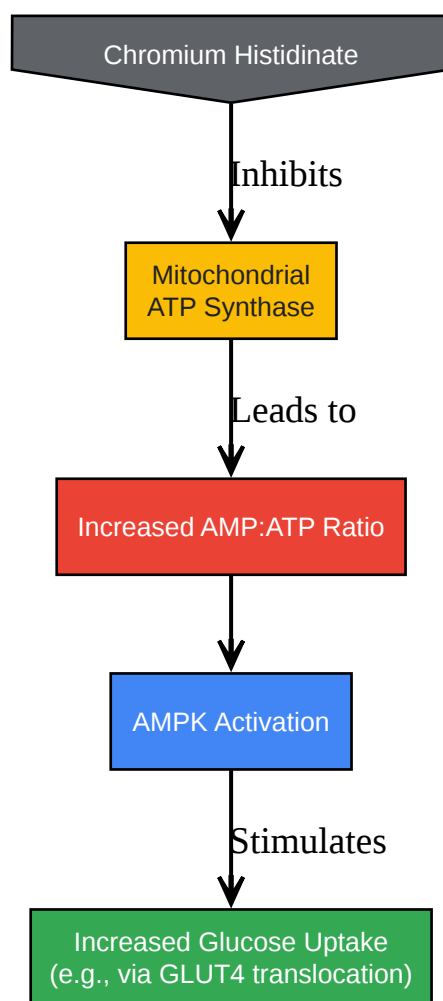 Chromium Histidinate
Inhibits
Mitochondrial
ATP Synthase
Leads to
Increased AMP:ATP Ratio
AMPK Activation
Stimulates
Increased Glucose Uptake
(e.g., via GLUT4 translocation)